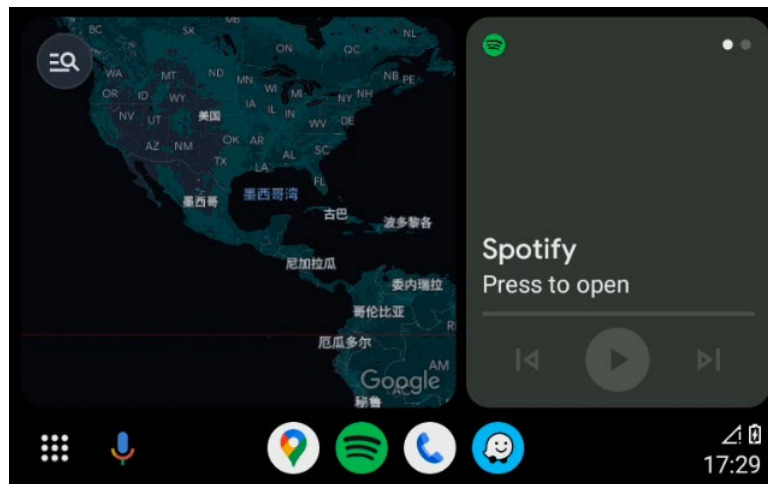 BC
SK
MB
NL
ON
QC
WA
MT
ND
MN
NB PE
OR
ID
WY
WI
MI
NY NH
IA
IL
IN
NV
UT
美国
WV
DE
OK
AR
AZ
NM
SC
TX
AL
LA
FL
墨西哥
墨西哥湾
古巴
波多黎各
尼加拉瓜
委内瑞拉
哥伦比亚
厄瓜多尔
AM
AC
Google
秘鲁
Spotify
Press to open
17:29